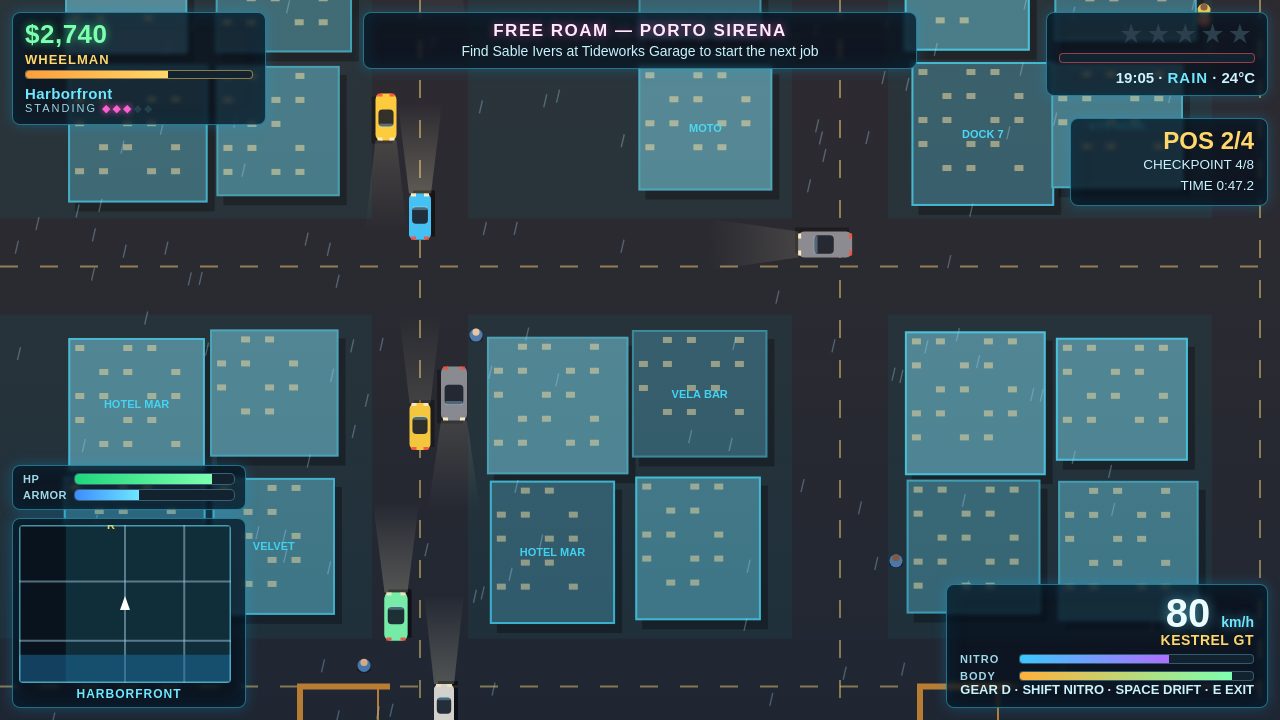 $2,740
WHEELMAN
Harborfront
STANDING
FREE ROAM — PORTO SIRENA
Find Sable Ivers at Tideworks Garage to start the next job
19:05 · RAIN · 24°C
POS 2/4
CHECKPOINT 4/8
TIME 0:47.2
MOTO
DOCK 7
HOTEL MAR
VELA BAR
HP
ARMOR
R
VELVET
HOTEL MAR
HARBORFRONT
80 km/h
KESTREL GT
NITRO
BODY
GEAR D · SHIFT NITRO · SPACE DRIFT · E EXIT